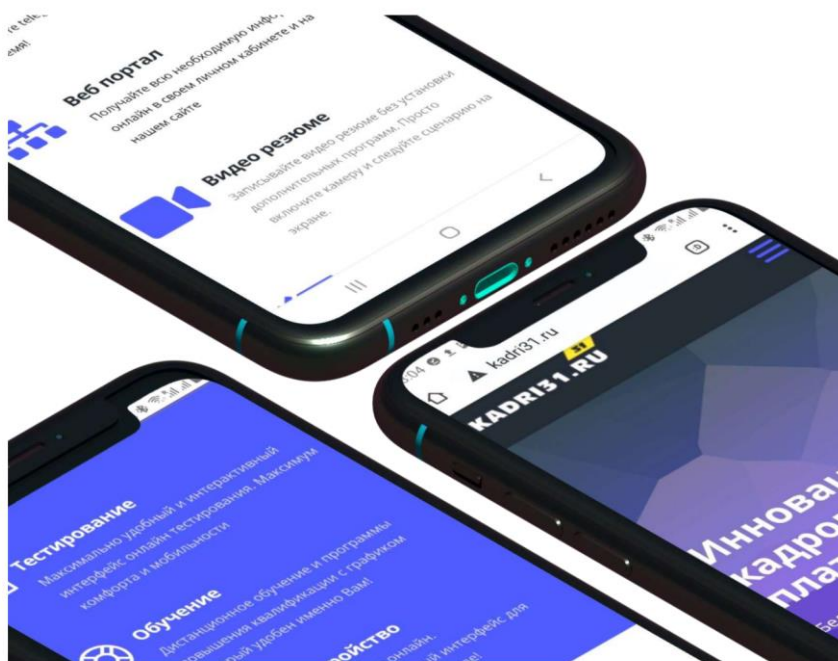 Веб портал
Получайте всю необходимую
онлайн в своем личном кабинете и на
нашем сайте
Видео резюме
Записывайте видео резюме без установки
дополнительных программ. Просто
включите камеру и следуйте сценарию на
экране.
kadri31.ru
31
KADRI31.RU
Тестирование
Максимально удобный и интерактивный
интерфейс онлайн тестирования. Максимум
комфорта и мобильности
Обучение
Дистанционное обучение и программы
повышения квалификации с графиком
удобен именно Вам!
онлайн.
интерфейс для